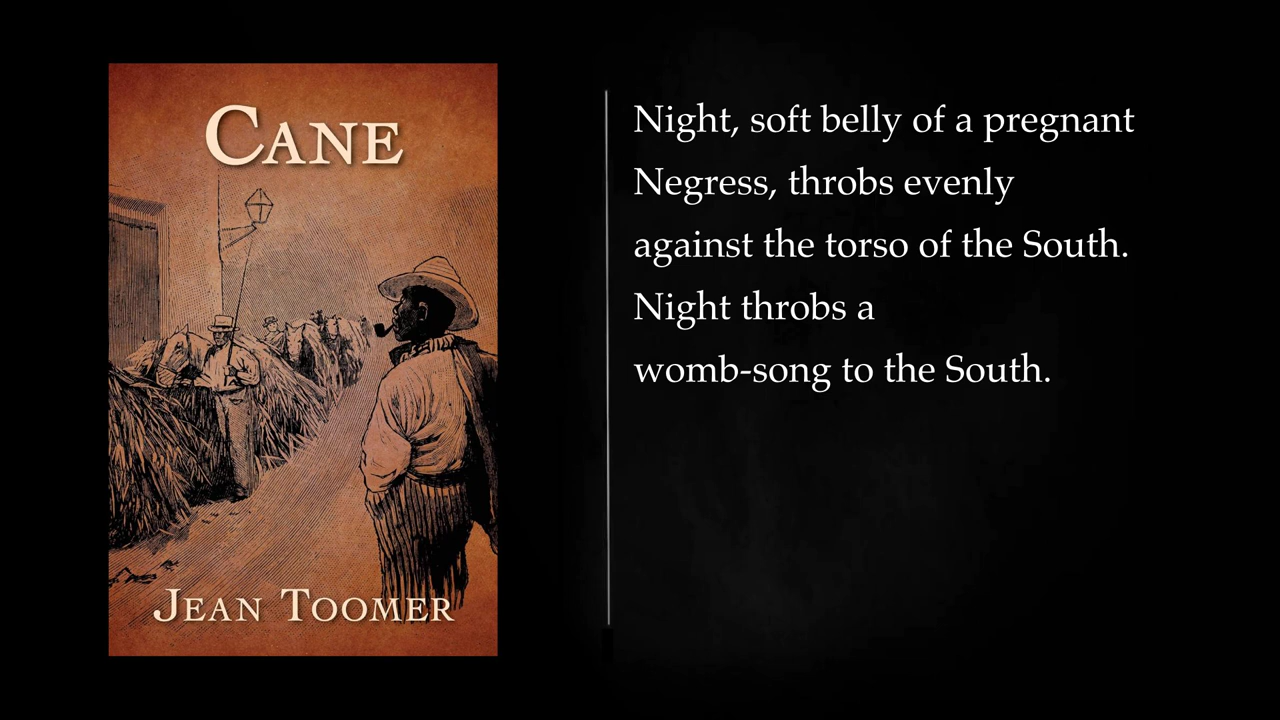 CANE
JEAN TOOMER
Night, soft belly of a pregnant
Negress, throbs evenly
against the torso of the South.
Night throbs a
womb-song to the South.